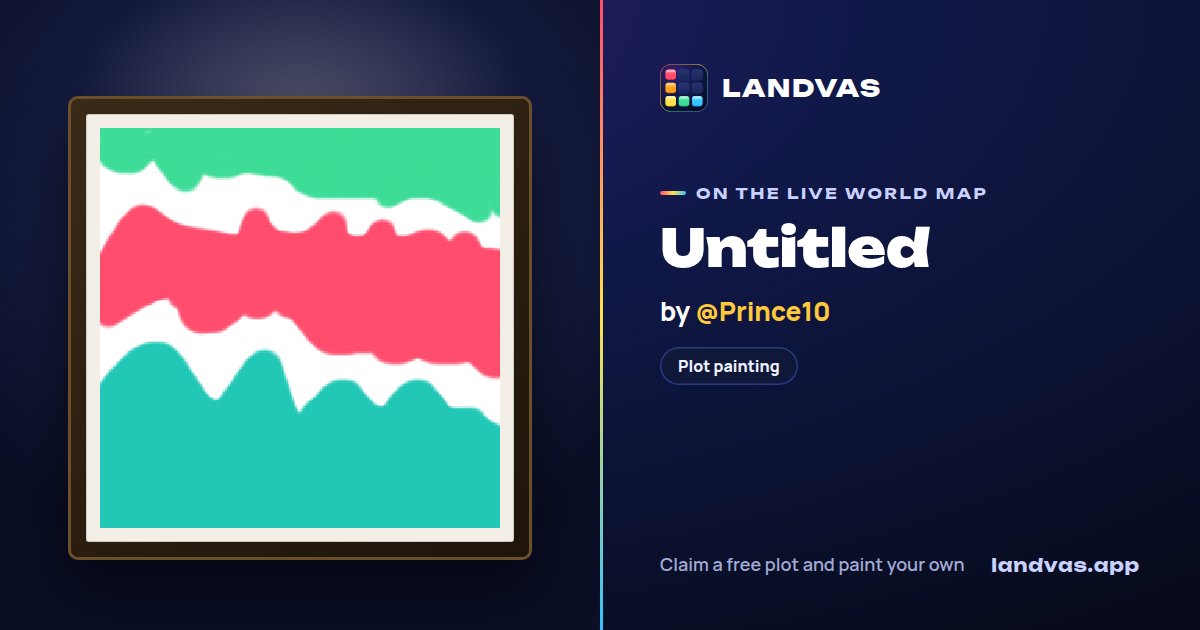 LANDVAS
ON THE LIVE WORLD MAP
Untitled
by @Prince10
Plot painting
Claim a free plot and paint your own landvas.app